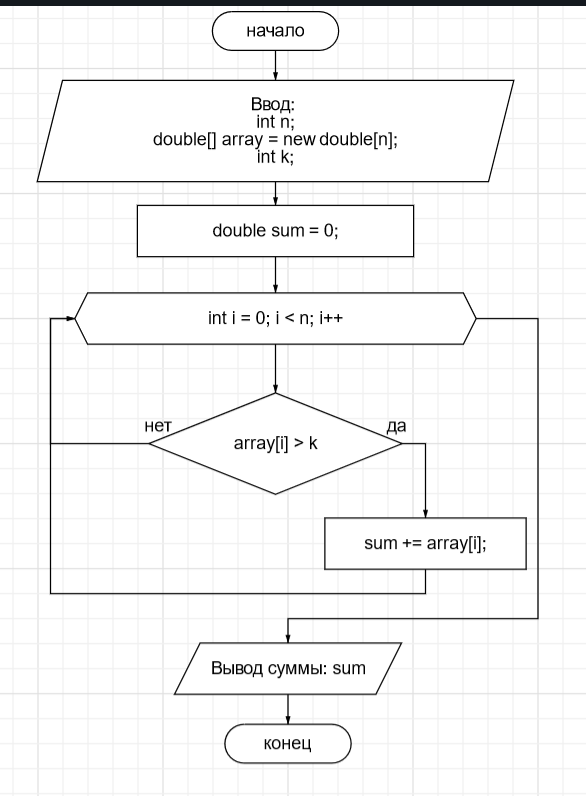 начало
Ввод:
int n;
double[] array = new double[n];
int k;
double sum = 0;
int i = 0; i < n; i++
нет
да
array[i] > k
sum += array[i];
Вывод суммы: sum
конец